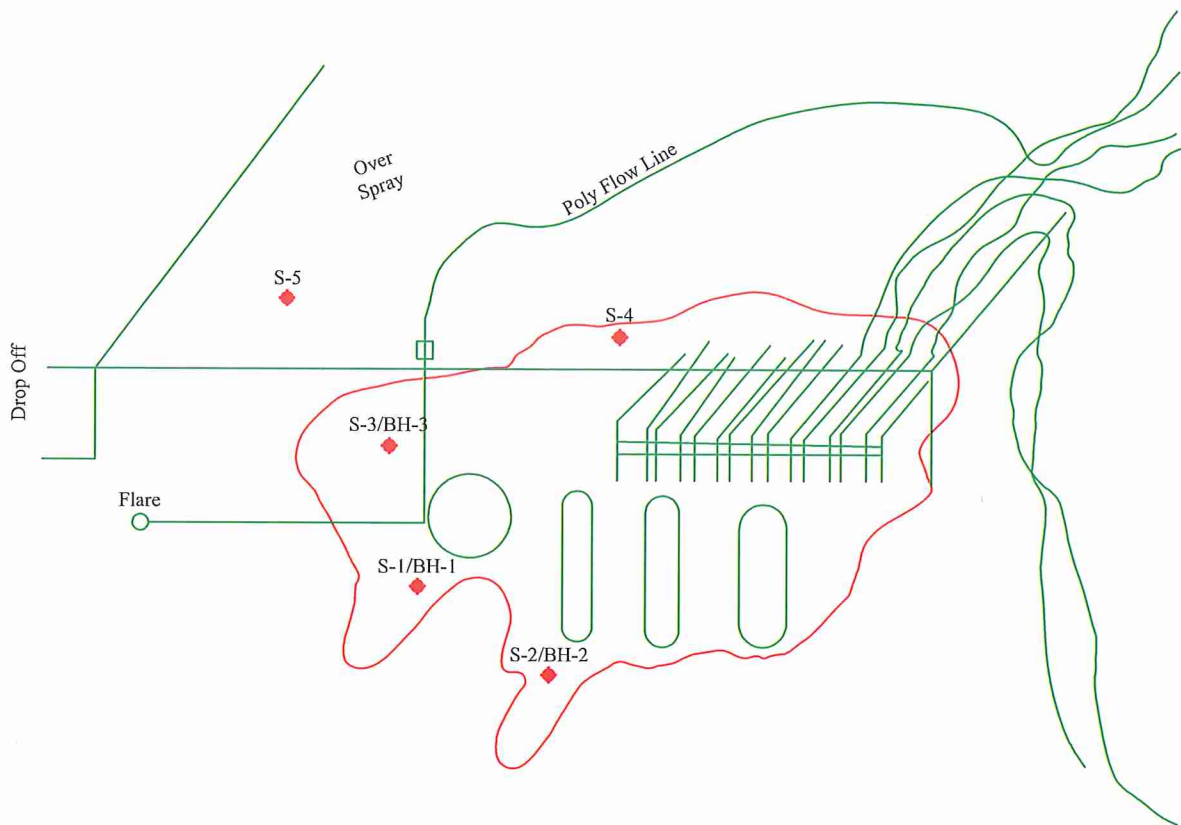 Over
Spray
Poly Flow Line
S-5
S-4
Drop Off
S-3/BH-3
Flare
S-1/BH-1
S-2/BH-2